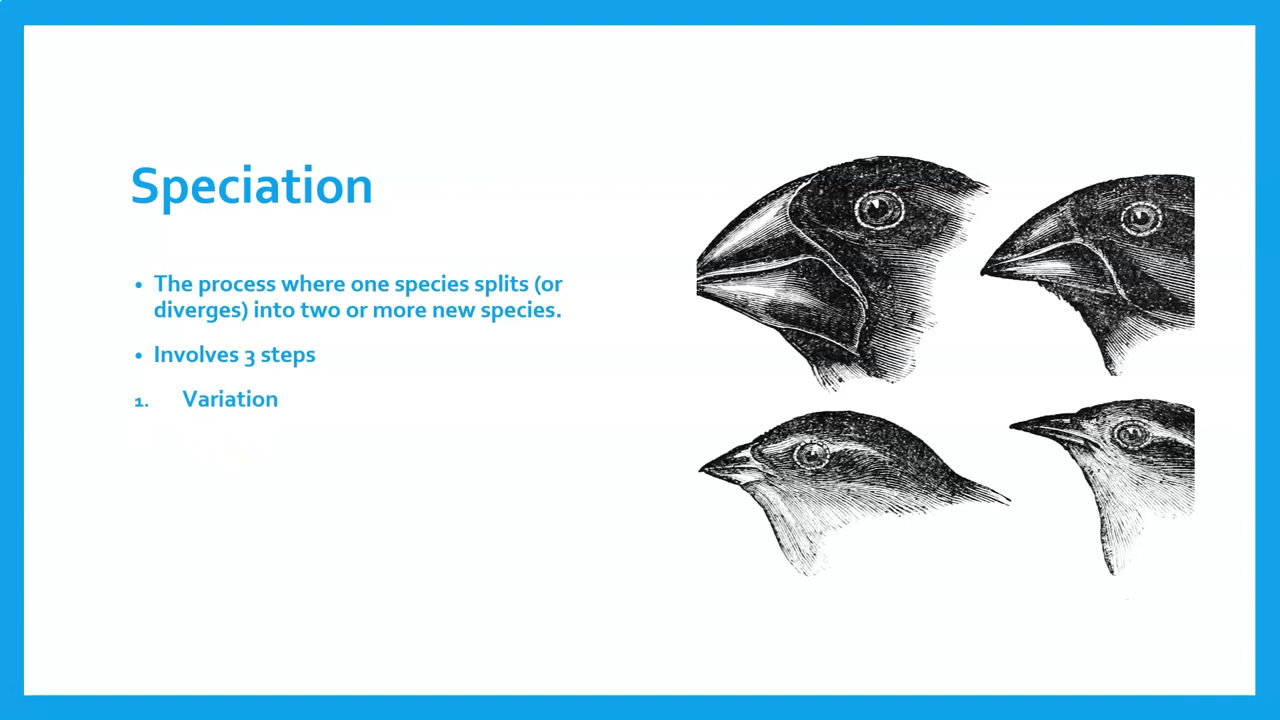 Speciation
• The process where one species splits (or
diverges) into two or more new species.
• Involves 3 steps
1. Variation